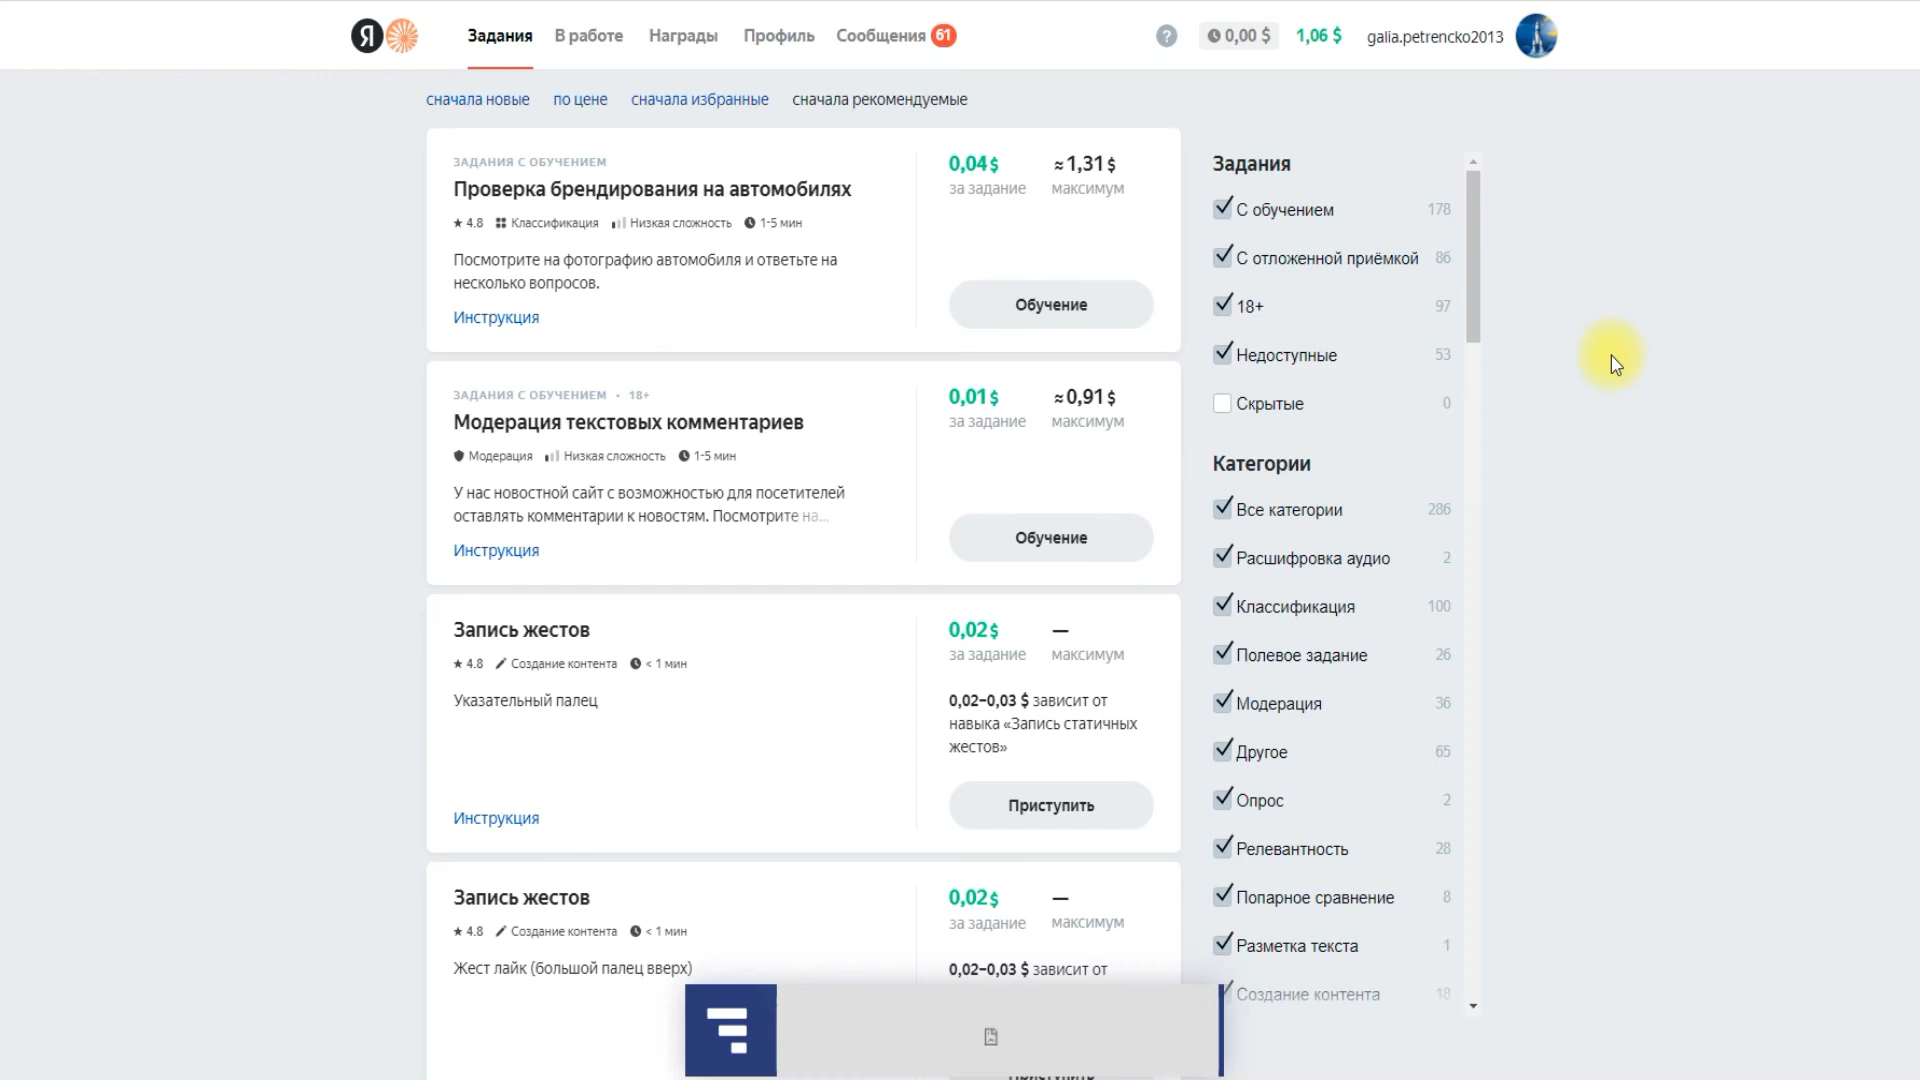 Я
Задания
В работе
Награды
Профиль
Сообщения 61
?
0,00 $
1,06 $
galia.petrencko2013
сначала новые
по цене
сначала избранные
сначала рекомендуемые
ЗАДАНИЯ С ОБУЧЕНИЕМ
Проверка брендирования на автомобилях
4.8 Классификация Низкая сложность 1-5 мин
Посмотрите на фотографию автомобиля и ответьте на
несколько вопросов.
Инструкция
0,04 $ ≈ 1,31 $
за задание максимум
Обучение
ЗАДАНИЯ С ОБУЧЕНИЕМ • 18+
Модерация текстовых комментариев
Модерация Низкая сложность 1-5 мин
У нас новостной сайт с возможностью для посетителей
оставлять комментарии к новостям. Посмотрите на...
Инструкция
0,01 $ ≈ 0,91 $
за задание максимум
Обучение
Запись жестов
4.8 Создание контента < 1 мин
Указательный палец
Инструкция
0,02 $ —
за задание максимум
0,02–0,03 $ зависит от
навыка «Запись статичных
жестов»
Приступить
Запись жестов
4.8 Создание контента < 1 мин
Жест лайк (большой палец вверх)
0,02 $ —
за задание максимум
0,02–0,03 $ зависит от
Приступить
Задания
С обучением 178
С отложенной приёмкой 86
18+ 97
Недоступные 53
Скрытые 0
Категории
Все категории 286
Расшифровка аудио 2
Классификация 100
Полевое задание 26
Модерация 36
Другое 65
Опрос 2
Релевантность 28
Попарное сравнение 8
Разметка текста 1
Создание контента 18